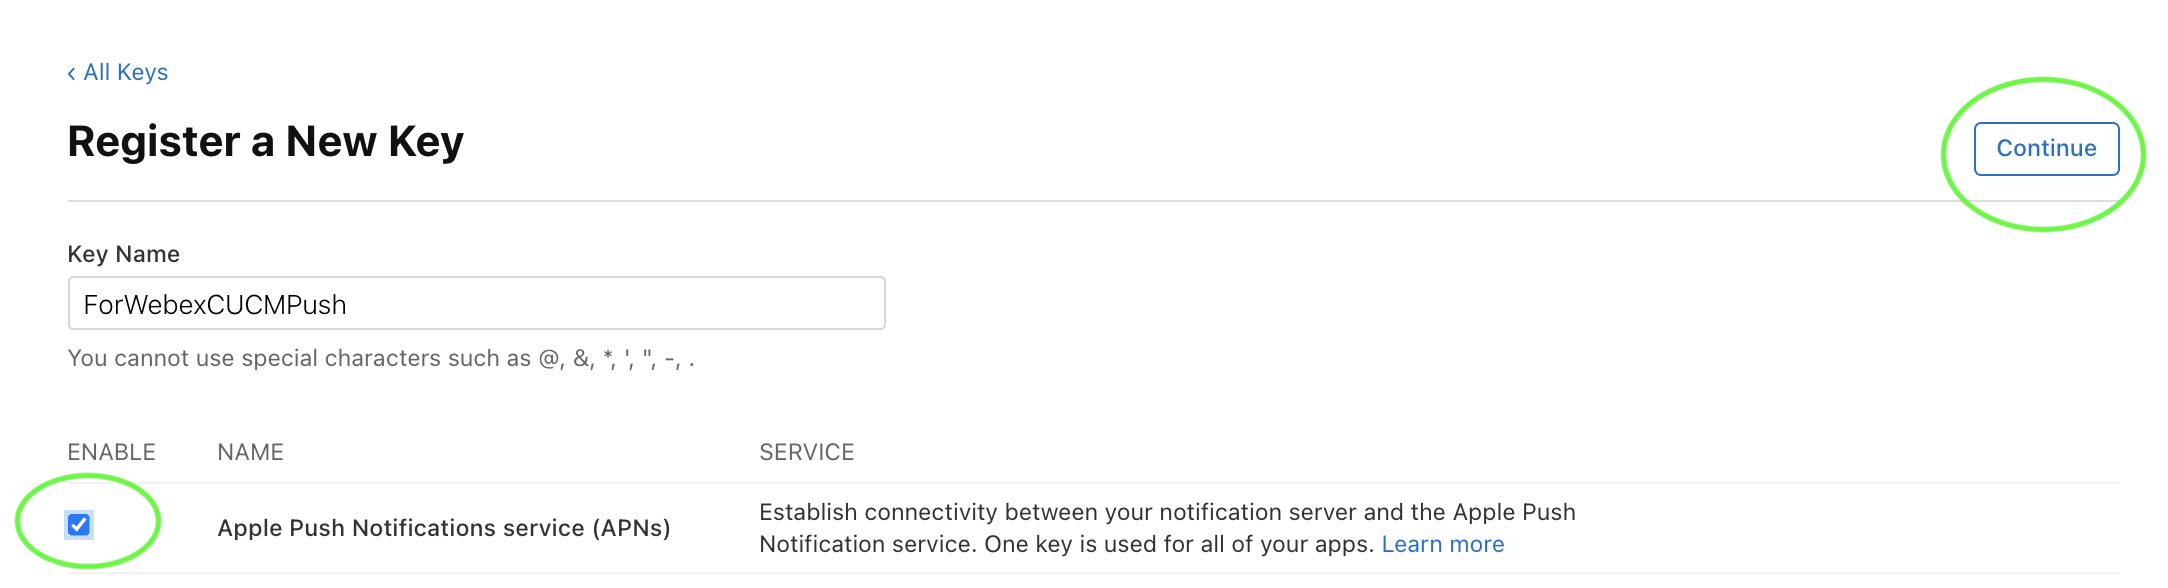 ‹ All Keys
Register a New Key
Continue
Key Name
ForWebexCUCMPush
You cannot use special characters such as @, &, *, ', ", -, .
ENABLE NAME SERVICE
Apple Push Notifications service (APNs)
Establish connectivity between your notification server and the Apple Push
Notification service. One key is used for all of your apps. Learn more